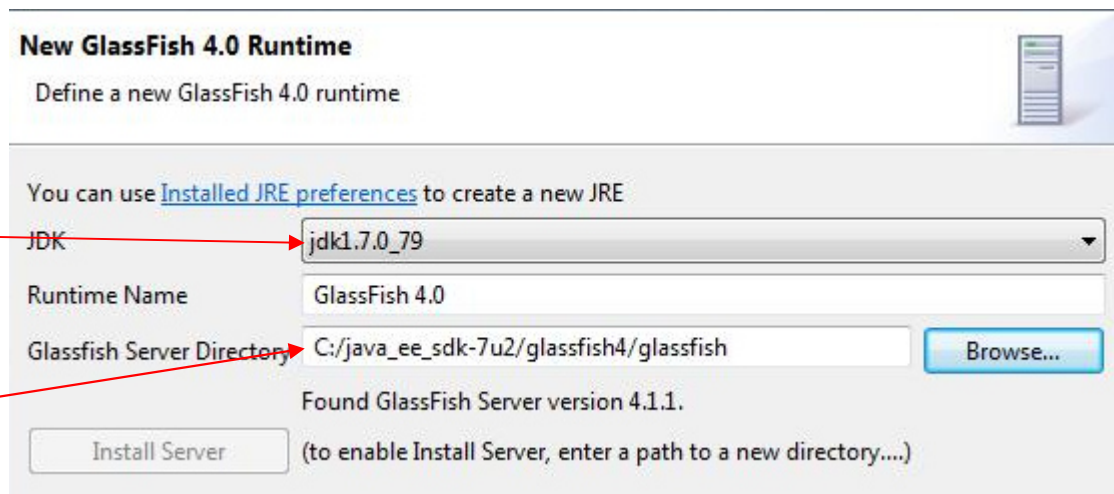 New GlassFish 4.0 Runtime
Define a new GlassFish 4.0 runtime
You can use Installed JRE preferences to create a new JRE
JDK jdk1.7.0_79
Runtime Name GlassFish 4.0
Glassfish Server Directory C:/java_ee_sdk-7u2/glassfish4/glassfish Browse...
Found GlassFish Server version 4.1.1.
Install Server (to enable Install Server, enter a path to a new directory....)